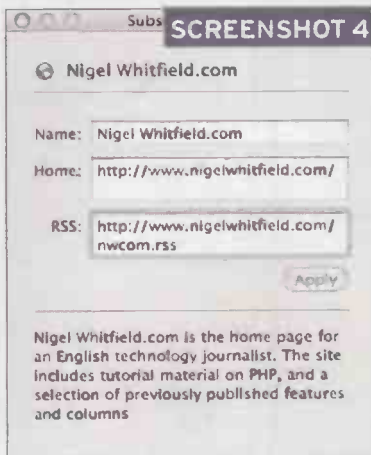 Subs
SCREENSHOT 4
Nigel Whitfield.com
Name: Nigel Whitfield.com
Home: http://www.nigelwhitfield.com/
RSS: http://www.nigelwhitfield.com/
nwcom.rss
Apply
Nigel Whitfield.com is the home page for
an English technology journalist. The site
includes tutorial material on PHP, and a
selection of previously published features
and columns